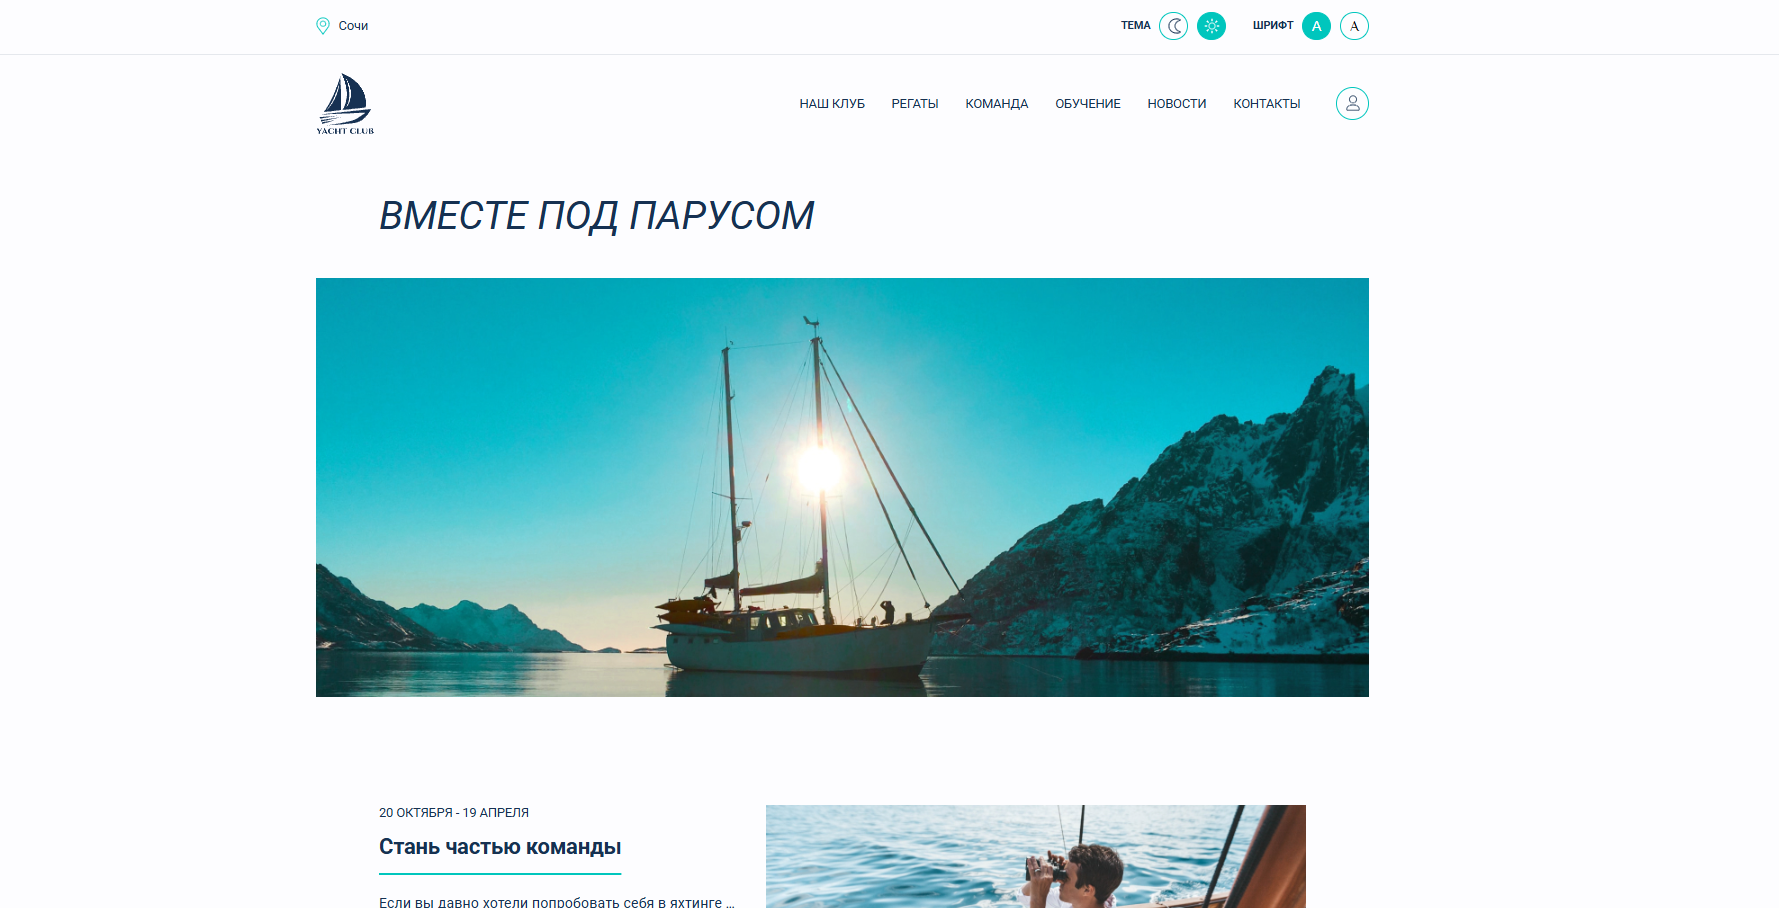 Сочи
ТЕМА
ШРИФТ A A
YACHT CLUB
НАШ КЛУБ РЕГАТЫ КОМАНДА ОБУЧЕНИЕ НОВОСТИ КОНТАКТЫ
ВМЕСТЕ ПОД ПАРУСОМ
20 ОКТЯБРЯ - 19 АПРЕЛЯ
Стань частью команды
Если вы давно хотели попробовать себя в яхтинге ...